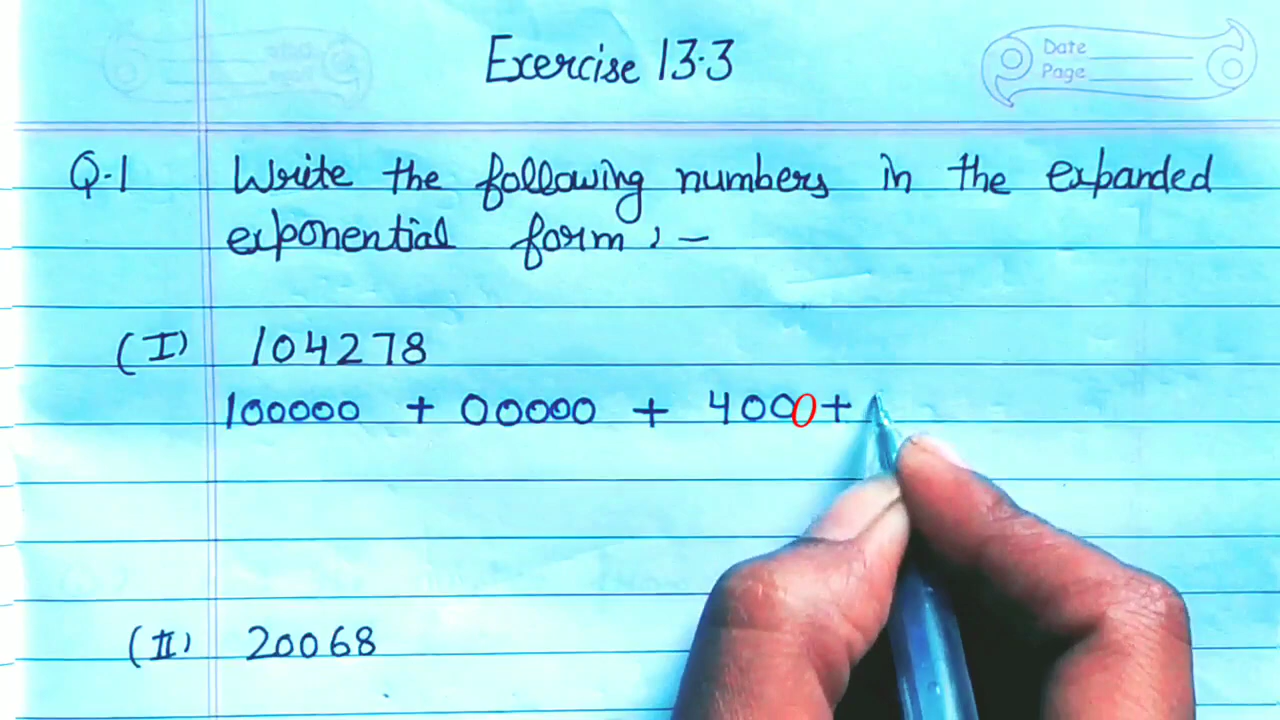 Exercise 13.3
Date
Page
Q.1 Write the following numbers in the expanded
exponential form :-
(I) 104278
100000 + 00000 + 4000 +
(II) 20068